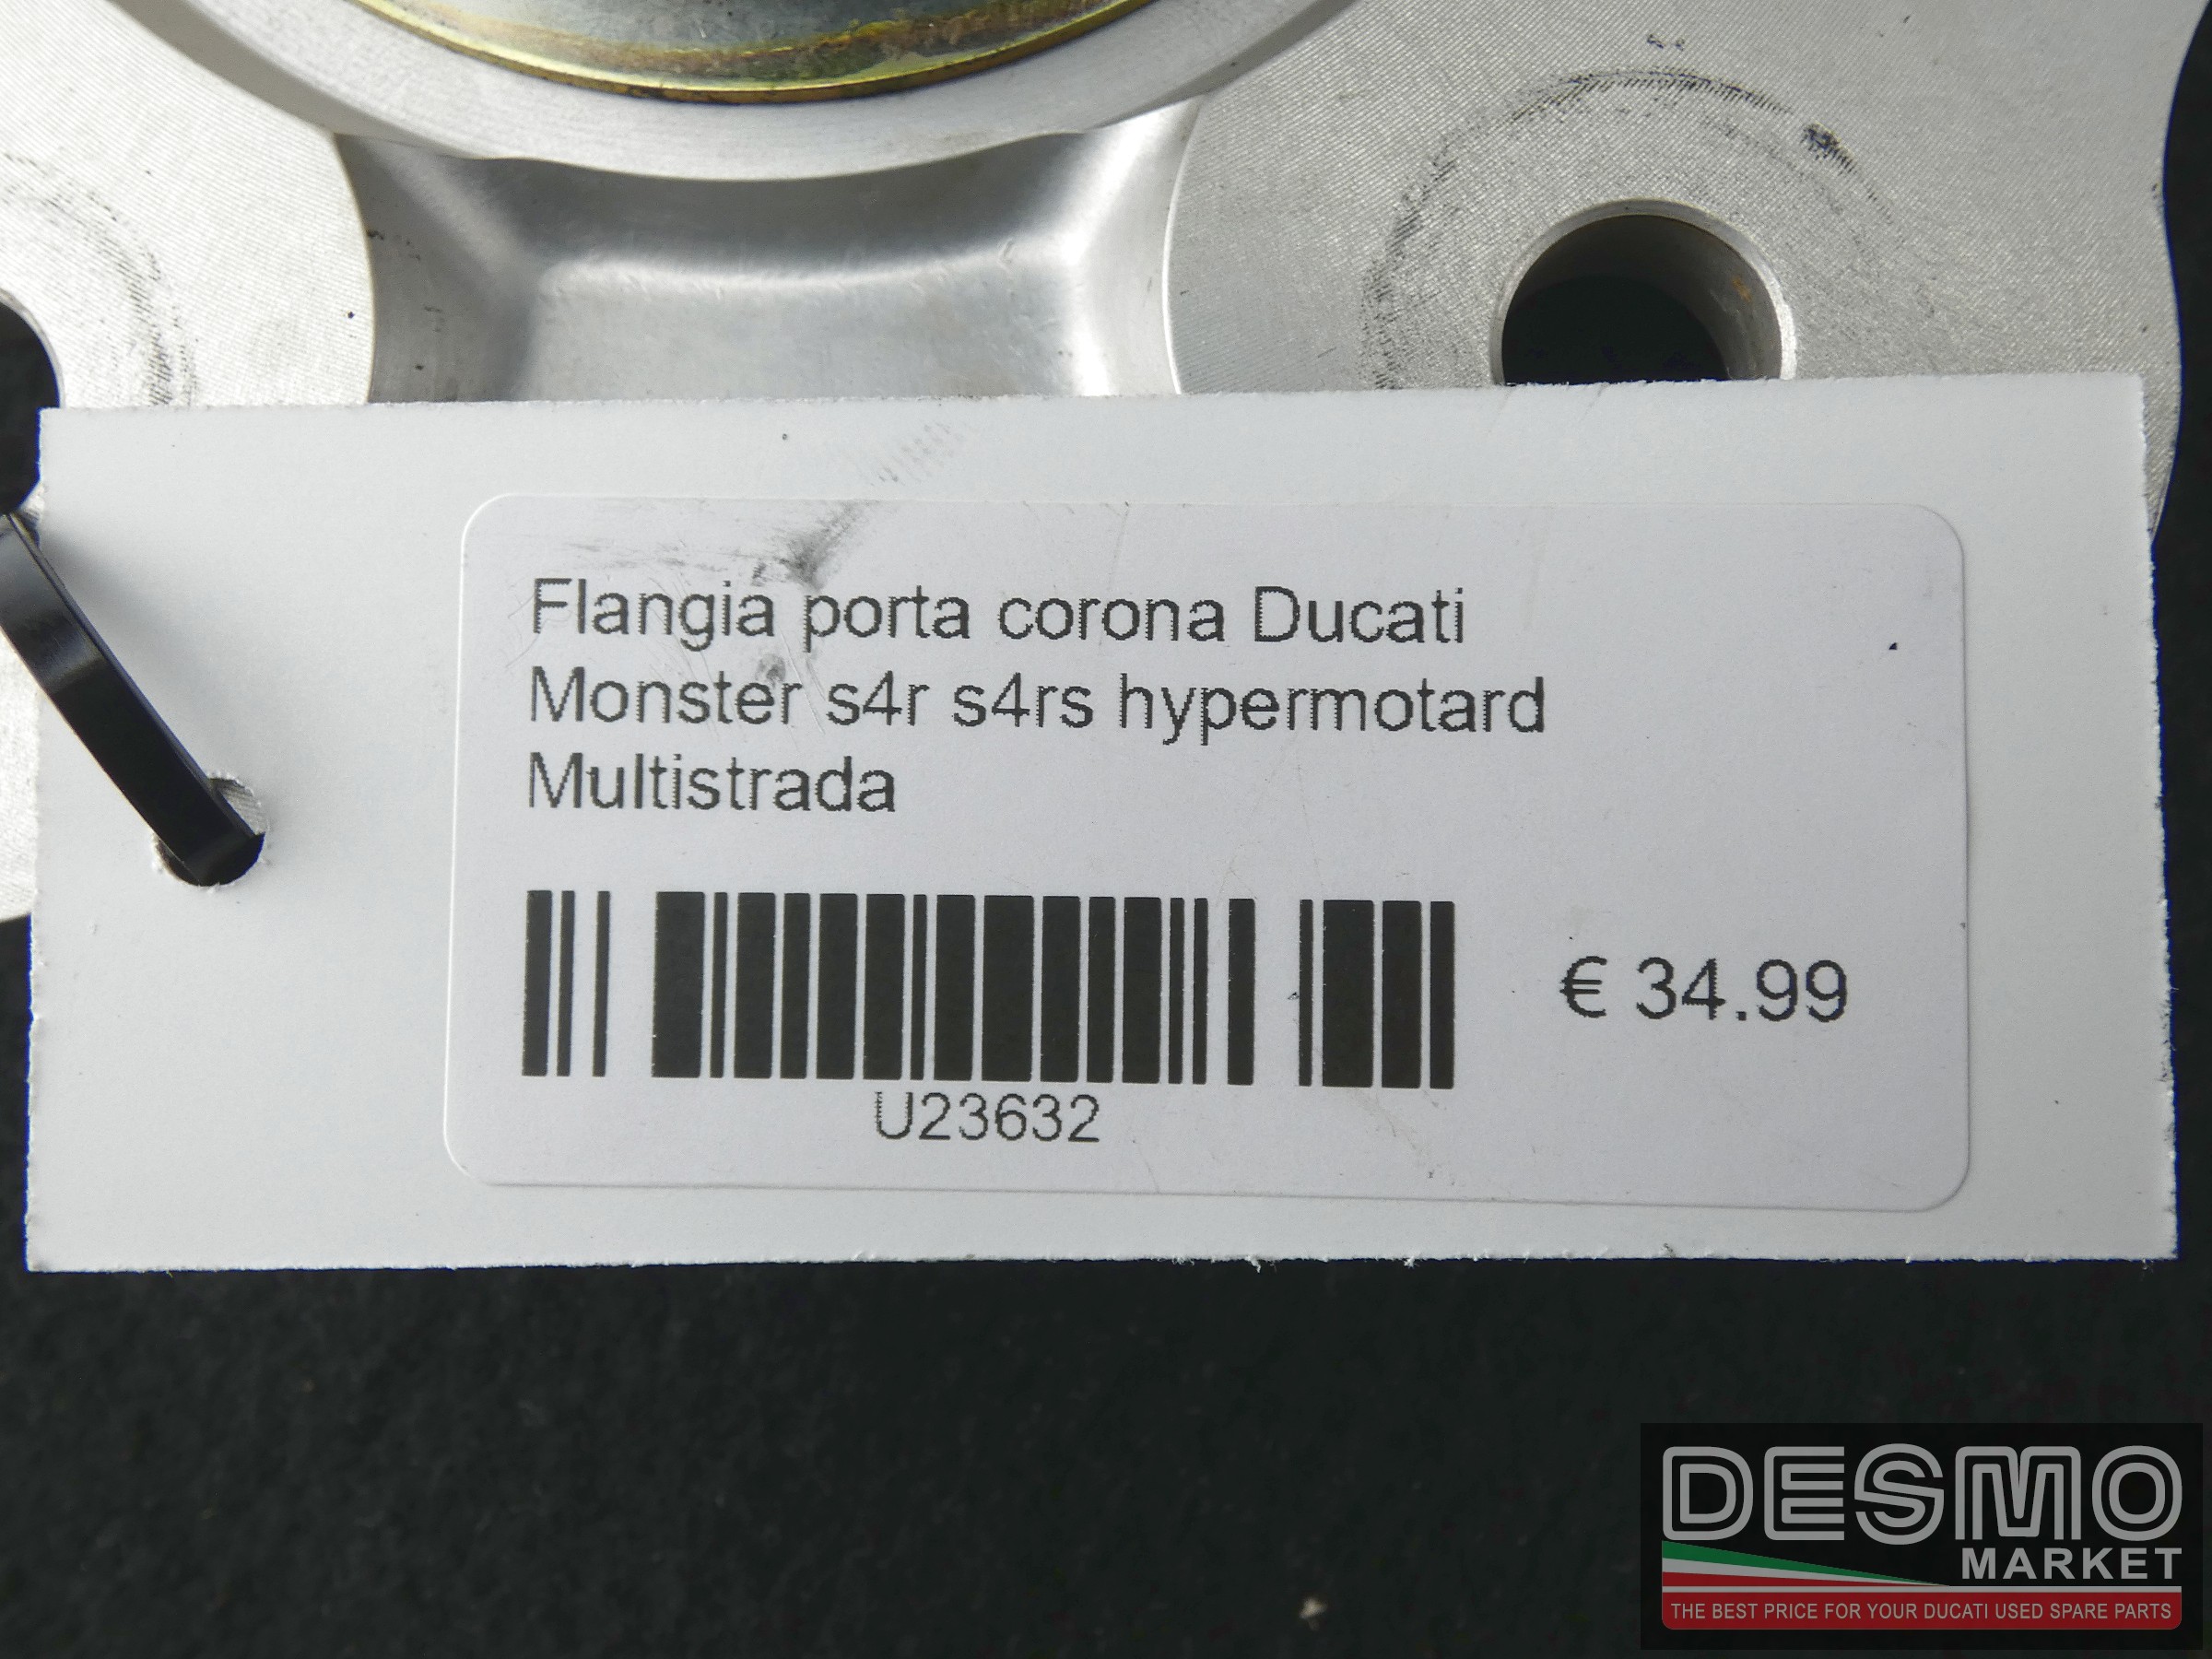 Flangia porta corona Ducati
Monster s4r s4rs hypermotard
Multistrada
€ 34.99
U23632
DESMO
MARKET
THE BEST PRICE FOR YOUR DUCATI USED SPARE PARTS